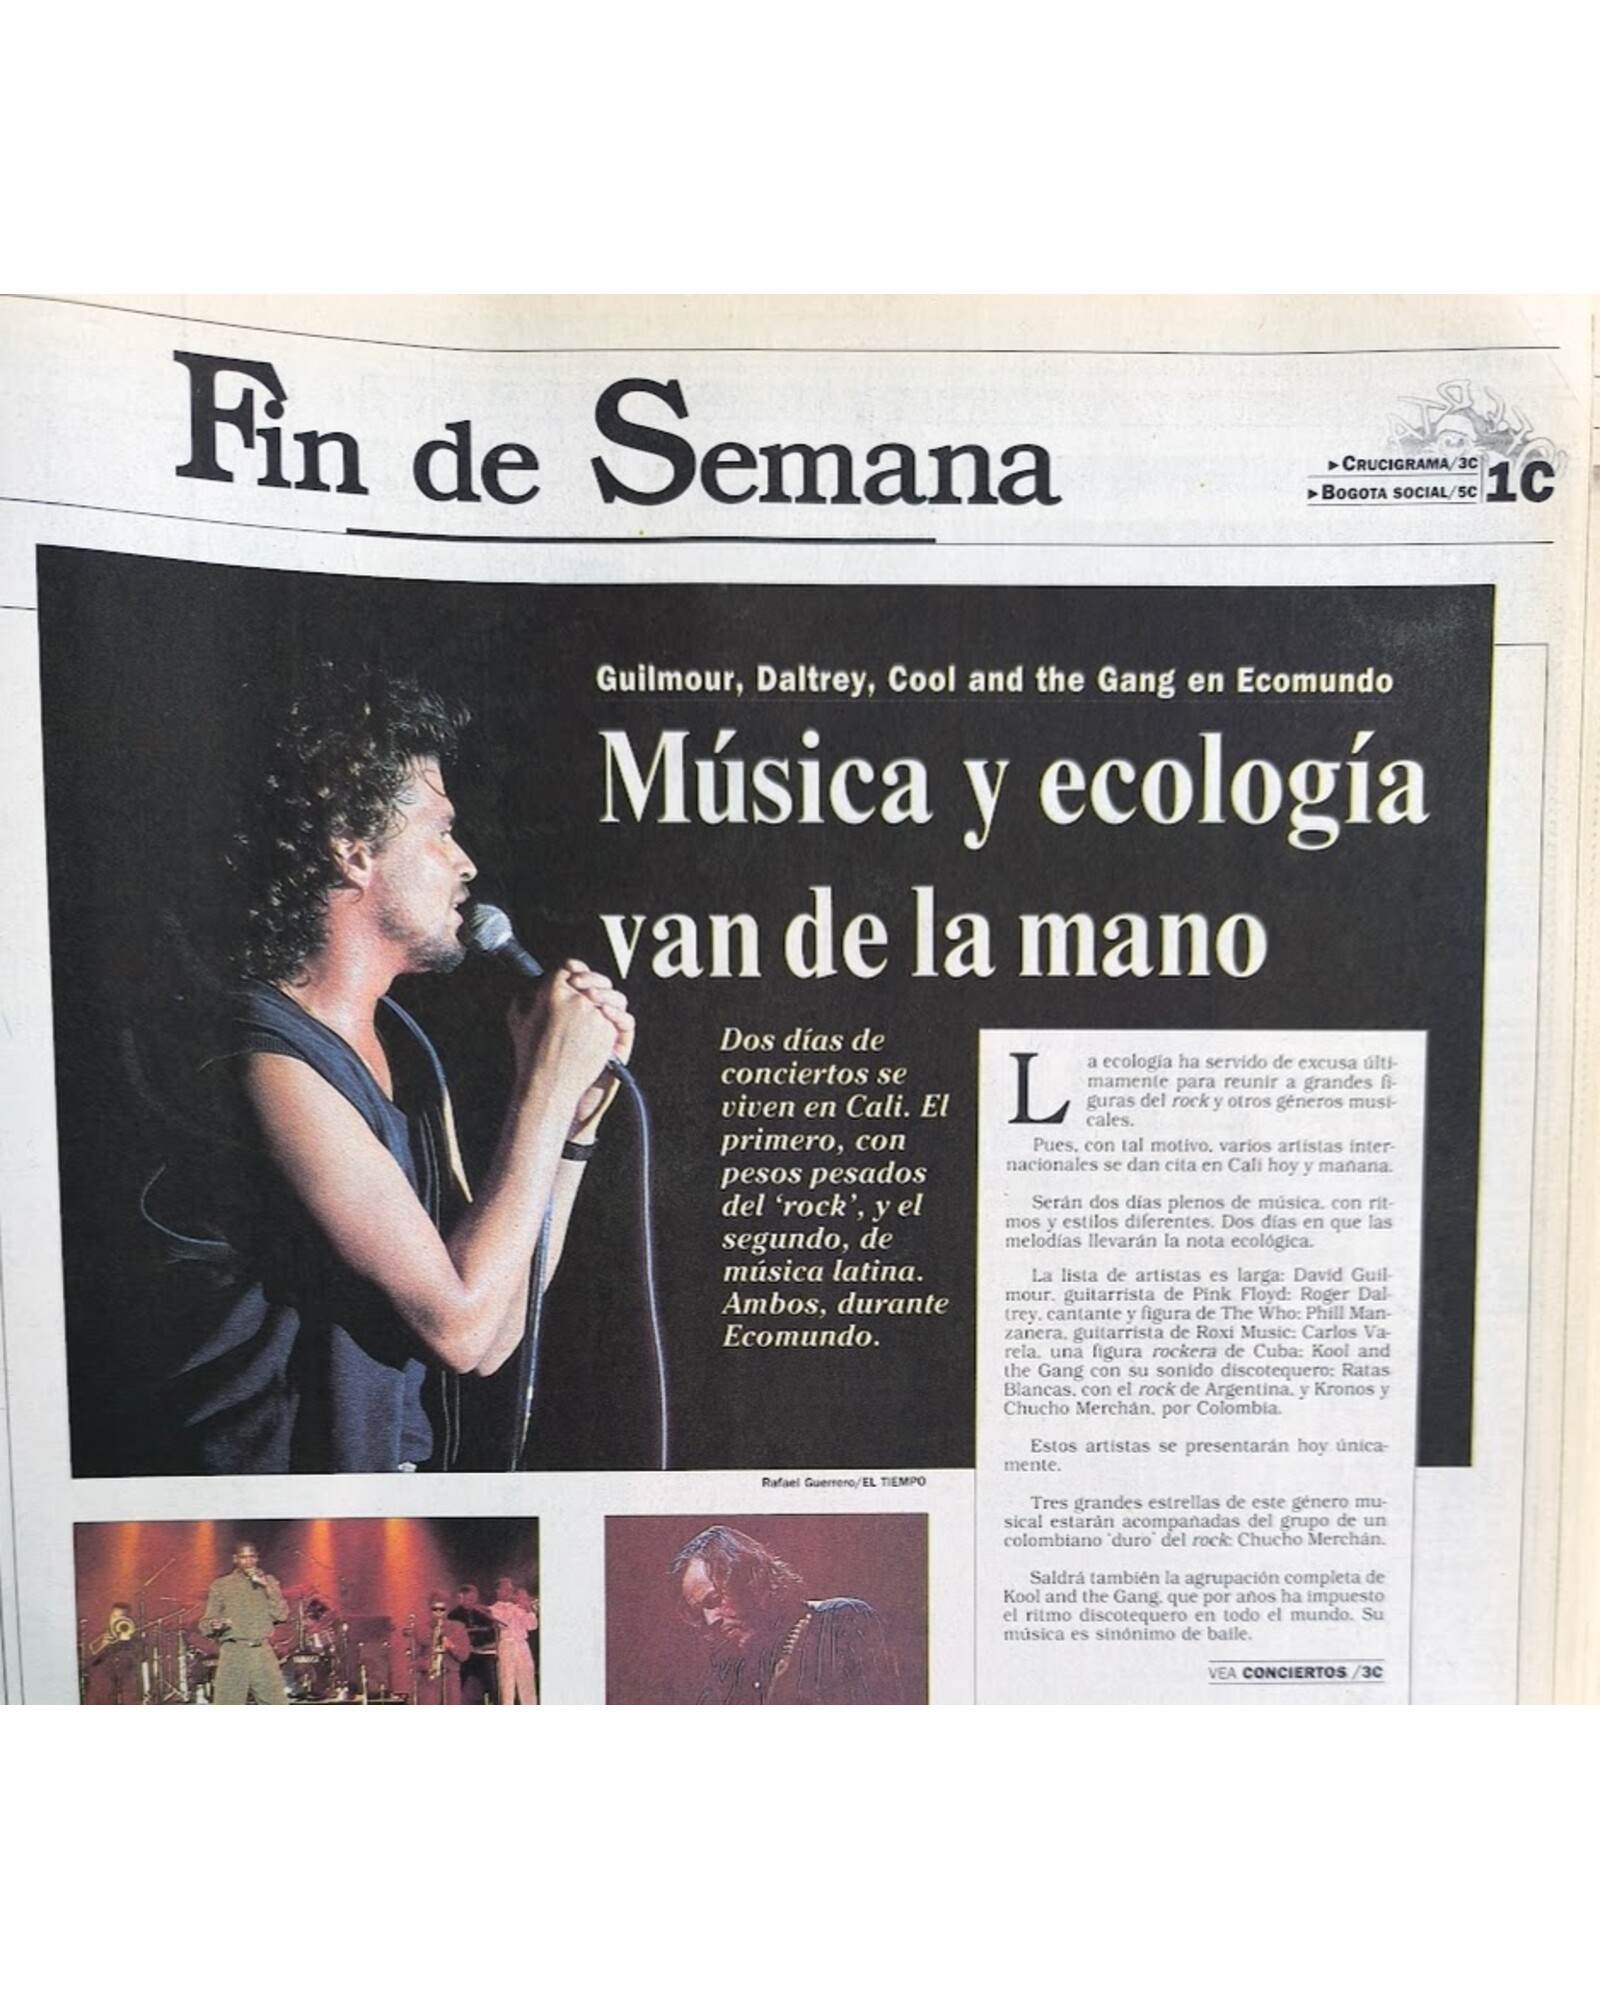 Fin de Semana
▶CRUCIGRAMA/3C
▶BOGOTA SOCIAL/5C
1C
Guilmour, Daltrey, Cool and the Gang en Ecomundo
Música y ecología
van de la mano
Dos días de
conciertos se
viven en Cali. El
primero, con
pesos pesados
del ‘rock’, y el
segundo, de
música latina.
Ambos, durante
Ecomundo.
La ecología ha servido de excusa últi-
mamente para reunir a grandes fi-
guras del rock y otros géneros musi-
cales.
Pues, con tal motivo, varios artistas inter-
nacionales se dan cita en Cali hoy y mañana.
Serán dos días plenos de música, con rit-
mos y estilos diferentes. Dos días en que las
melodías llevarán la nota ecológica.
La lista de artistas es larga: David Guil-
mour, guitarrista de Pink Floyd; Roger Dal-
trey, cantante y figura de The Who; Phill Man-
zanera, guitarrista de Roxi Music; Carlos Va-
rela, una figura rockera de Cuba; Kool and
the Gang con su sonido discotequero; Ratas
Blancas, con el rock de Argentina, y Kronos y
Chucho Merchán, por Colombia.
Estos artistas se presentarán hoy única-
mente.
Tres grandes estrellas de este género mu-
sical estarán acompañadas del grupo de un
colombiano ‘duro’ del rock: Chucho Merchán.
Saldrá también la agrupación completa de
Kool and the Gang, que por años ha impuesto
el ritmo discotequero en todo el mundo. Su
música es sinónimo de baile.
VEA CONCIERTOS /3C
Rafael Guerrero/EL TIEMPO